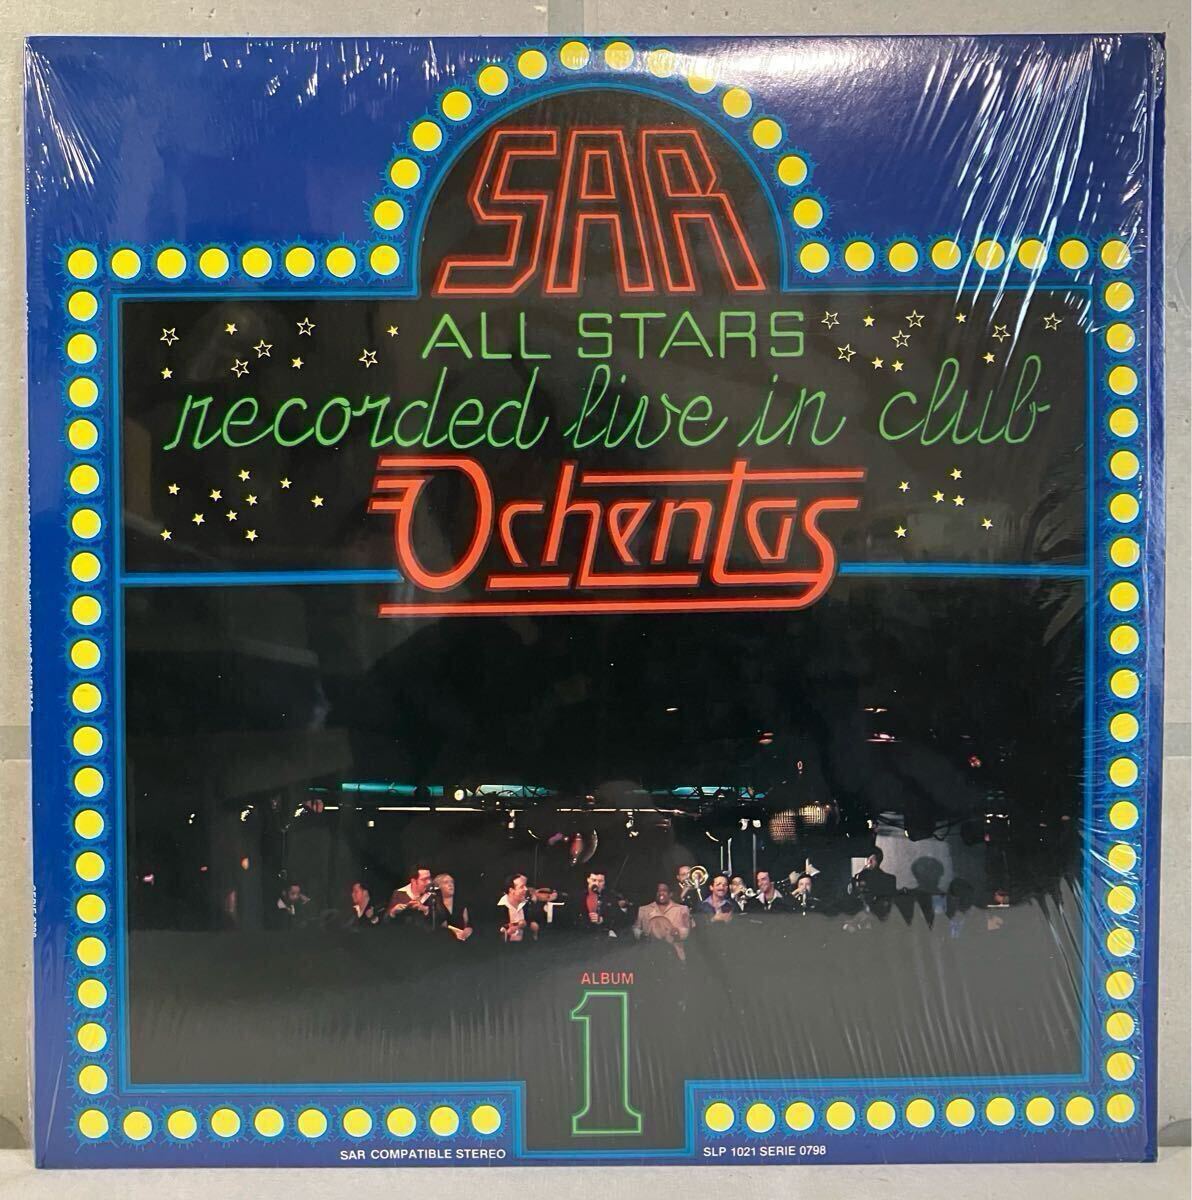 SAR
ALL STARS
recorded live in club
Ochentas
ALBUM
1
SAR COMPATIBLE STEREO
SLP 1021 SERIE 0798